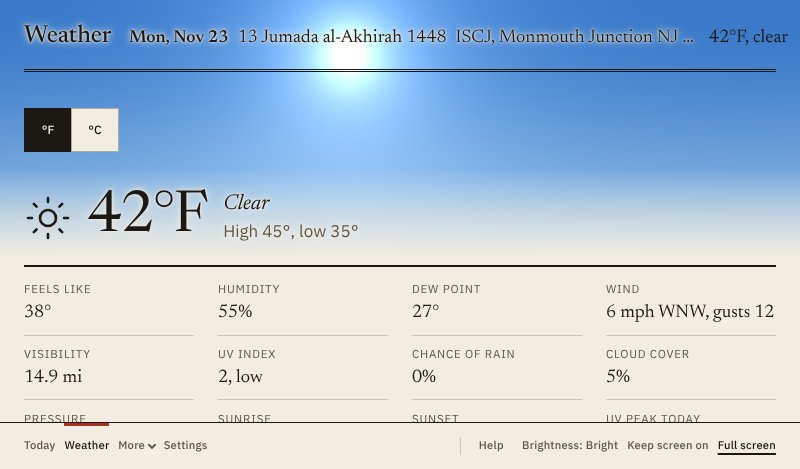 Weather Mon, Nov 23 13 Jumada al-Akhirah 1448 ISCJ, Monmouth Junction NJ ... 42°F, clear
°F °C
42°F Clear
High 45°, low 35°
FEELS LIKE HUMIDITY DEW POINT WIND
38° 55% 27° 6 mph WNW, gusts 12
VISIBILITY UV INDEX CHANCE OF RAIN CLOUD COVER
14.9 mi 2, low 0% 5%
PRESSURE SUNRISE SUNSET UV PEAK TODAY
Today Weather More Settings Help Brightness: Bright Keep screen on Full screen